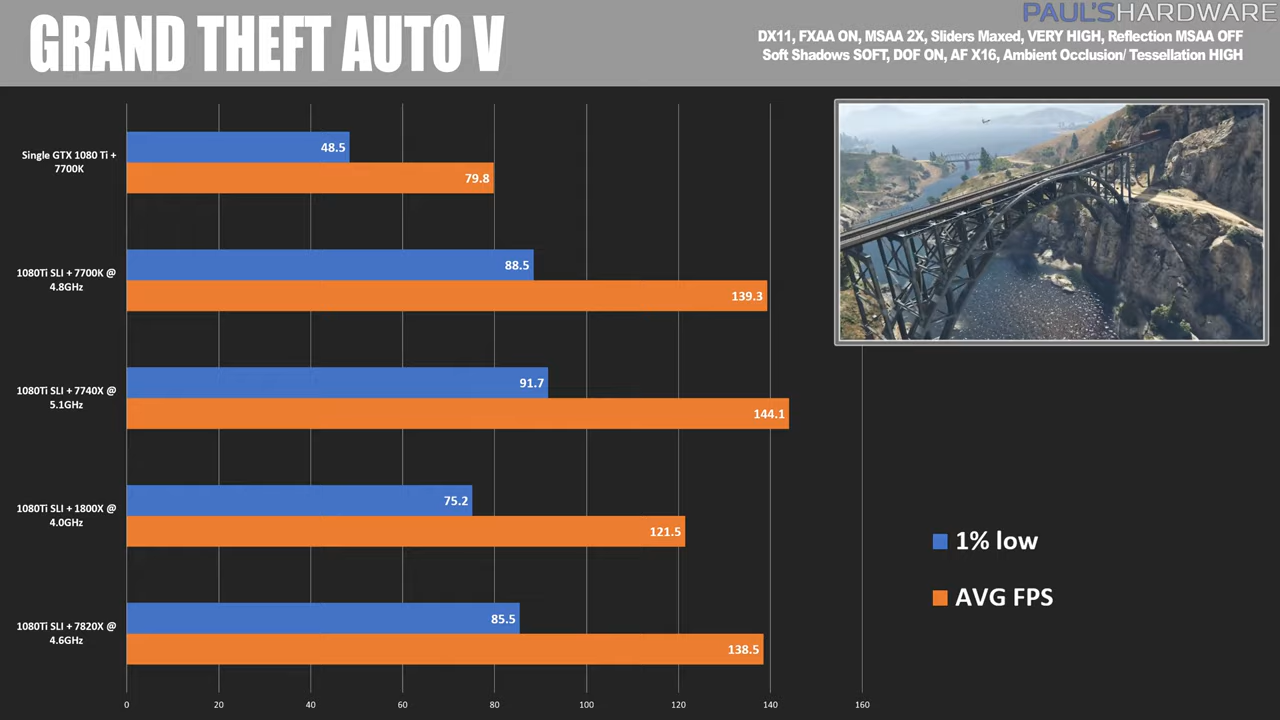 GRAND THEFT AUTO V
PAUL'SHARDWARE
DX11, FXAA ON, MSAA 2X, Sliders Maxed, VERY HIGH, Reflection MSAA OFF
Soft Shadows SOFT, DOF ON, AF X16, Ambient Occlusion/ Tessellation HIGH
Single GTX 1080 Ti +
7700K
48.5
79.8
1080Ti SLI + 7700K @
4.8GHz
88.5
139.3
1080Ti SLI + 7740X @
5.1GHz
91.7
144.1
1080Ti SLI + 1800X @
4.0GHz
75.2
121.5
1080Ti SLI + 7820X @
4.6GHz
85.5
138.5
1% low
AVG FPS
0 20 40 60 80 100 120 140 160